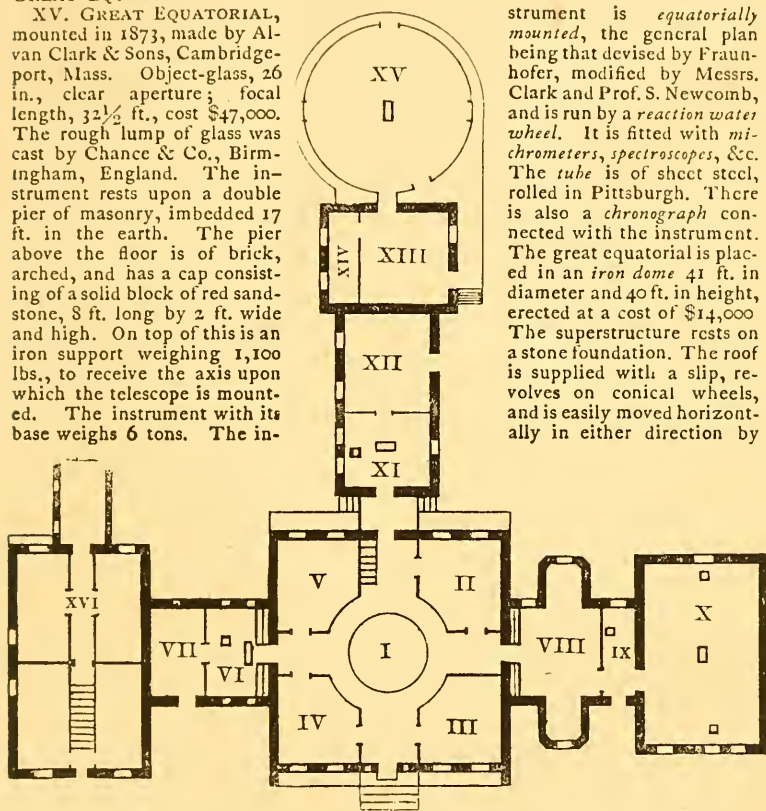 XV. GREAT EQUATORIAL,
mounted in 1873, made by Al-
van Clark & Sons, Cambridge-
port, Mass. Object-glass, 26
in., clear aperture; focal
length, 32½ ft., cost $47,000.
The rough lump of glass was
cast by Chance & Co., Birm-
ingham, England. The in-
strument rests upon a double
pier of masonry, imbedded 17
ft. in the earth. The pier
above the floor is of brick,
arched, and has a cap consist-
ing of a solid block of red sand-
stone, 8 ft. long by 2 ft. wide
and high. On top of this is an
iron support weighing 1,100
lbs., to receive the axis upon
which the telescope is mount-
ed. The instrument with its
base weighs 6 tons. The in-
strument is equatorially
mounted, the general plan
being that devised by Fraun-
hofer, modified by Messrs.
Clark and Prof. S. Newcomb,
and is run by a reaction water
wheel. It is fitted with mi-
chrometers, spectroscopes, &c.
The tube is of sheet steel,
rolled in Pittsburgh. There
is also a chronograph con-
nected with the instrument.
The great equatorial is plac-
ed in an iron dome 41 ft. in
diameter and 40 ft. in height,
erected at a cost of $14,000
The superstructure rests on
a stone foundation. The roof
is supplied with a slip, re-
volves on conical wheels,
and is easily moved horizont-
ally in either direction by
XV
XIV
XIII
XII
XI
XVI
VII
VI
V
II
I
IV
III
VIII
IX
X